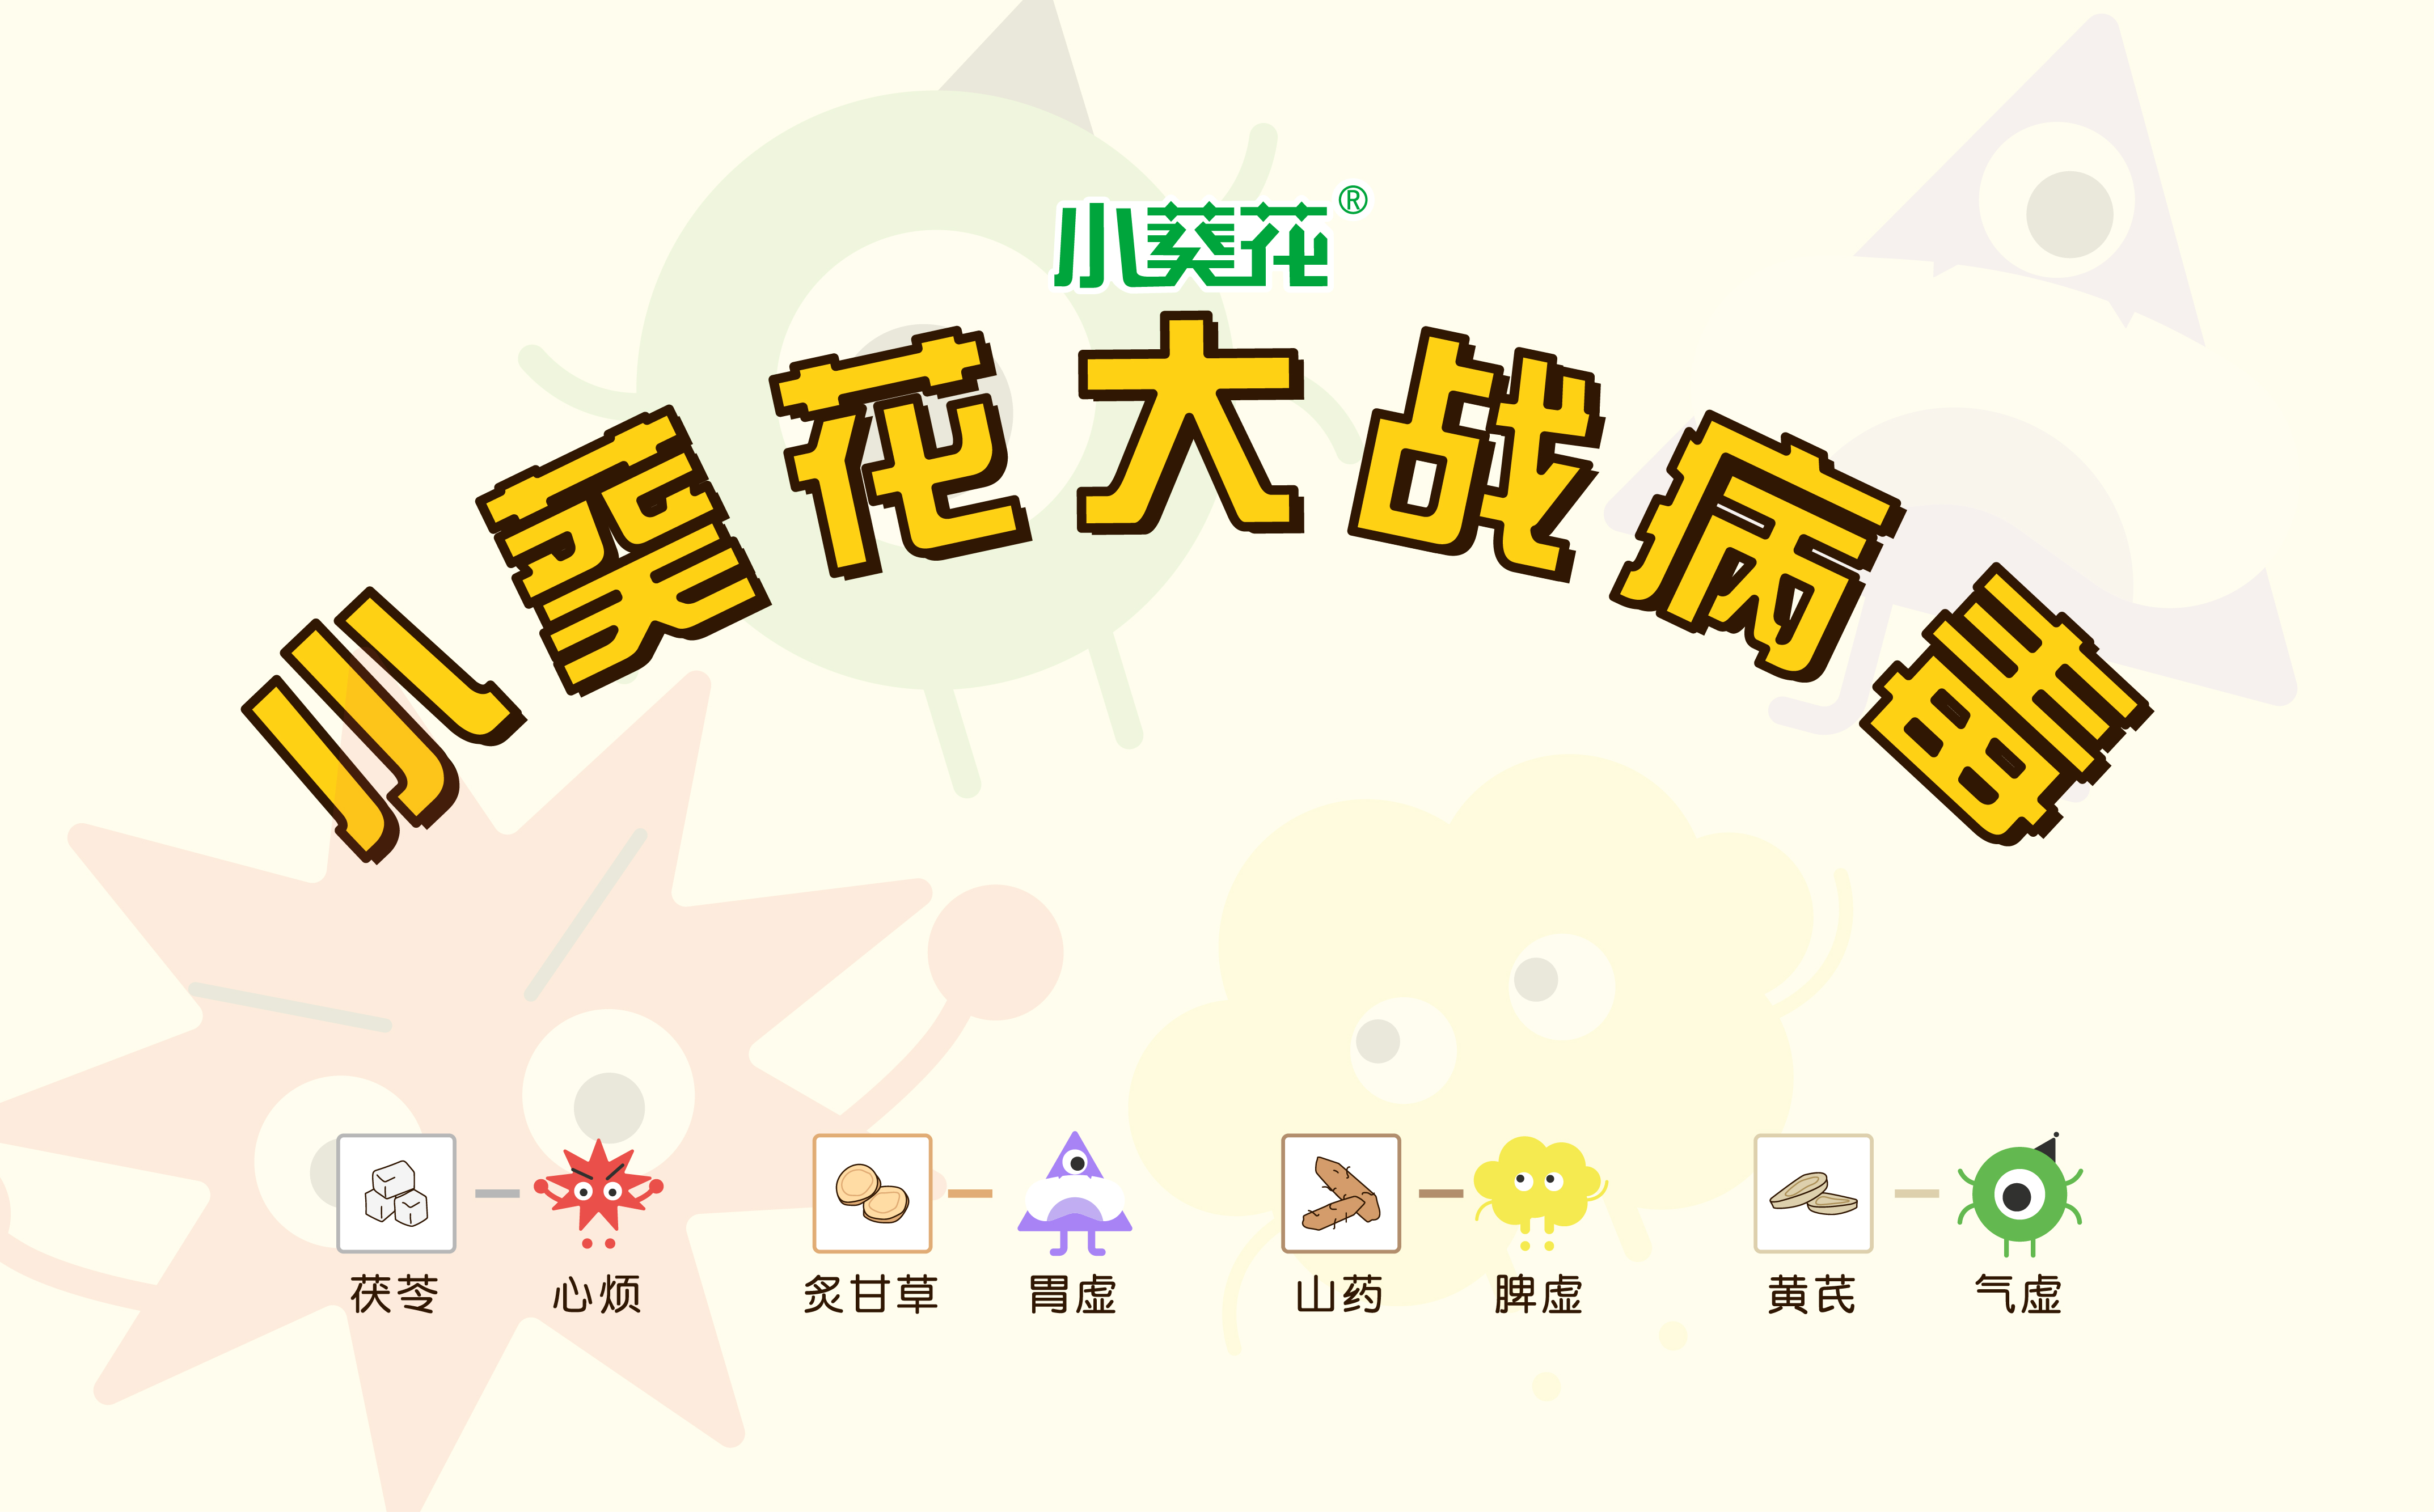 小葵花®
小葵花大战病毒
茯苓 心烦 炙甘草 胃虚 山药 脾虚 黄芪 气虚